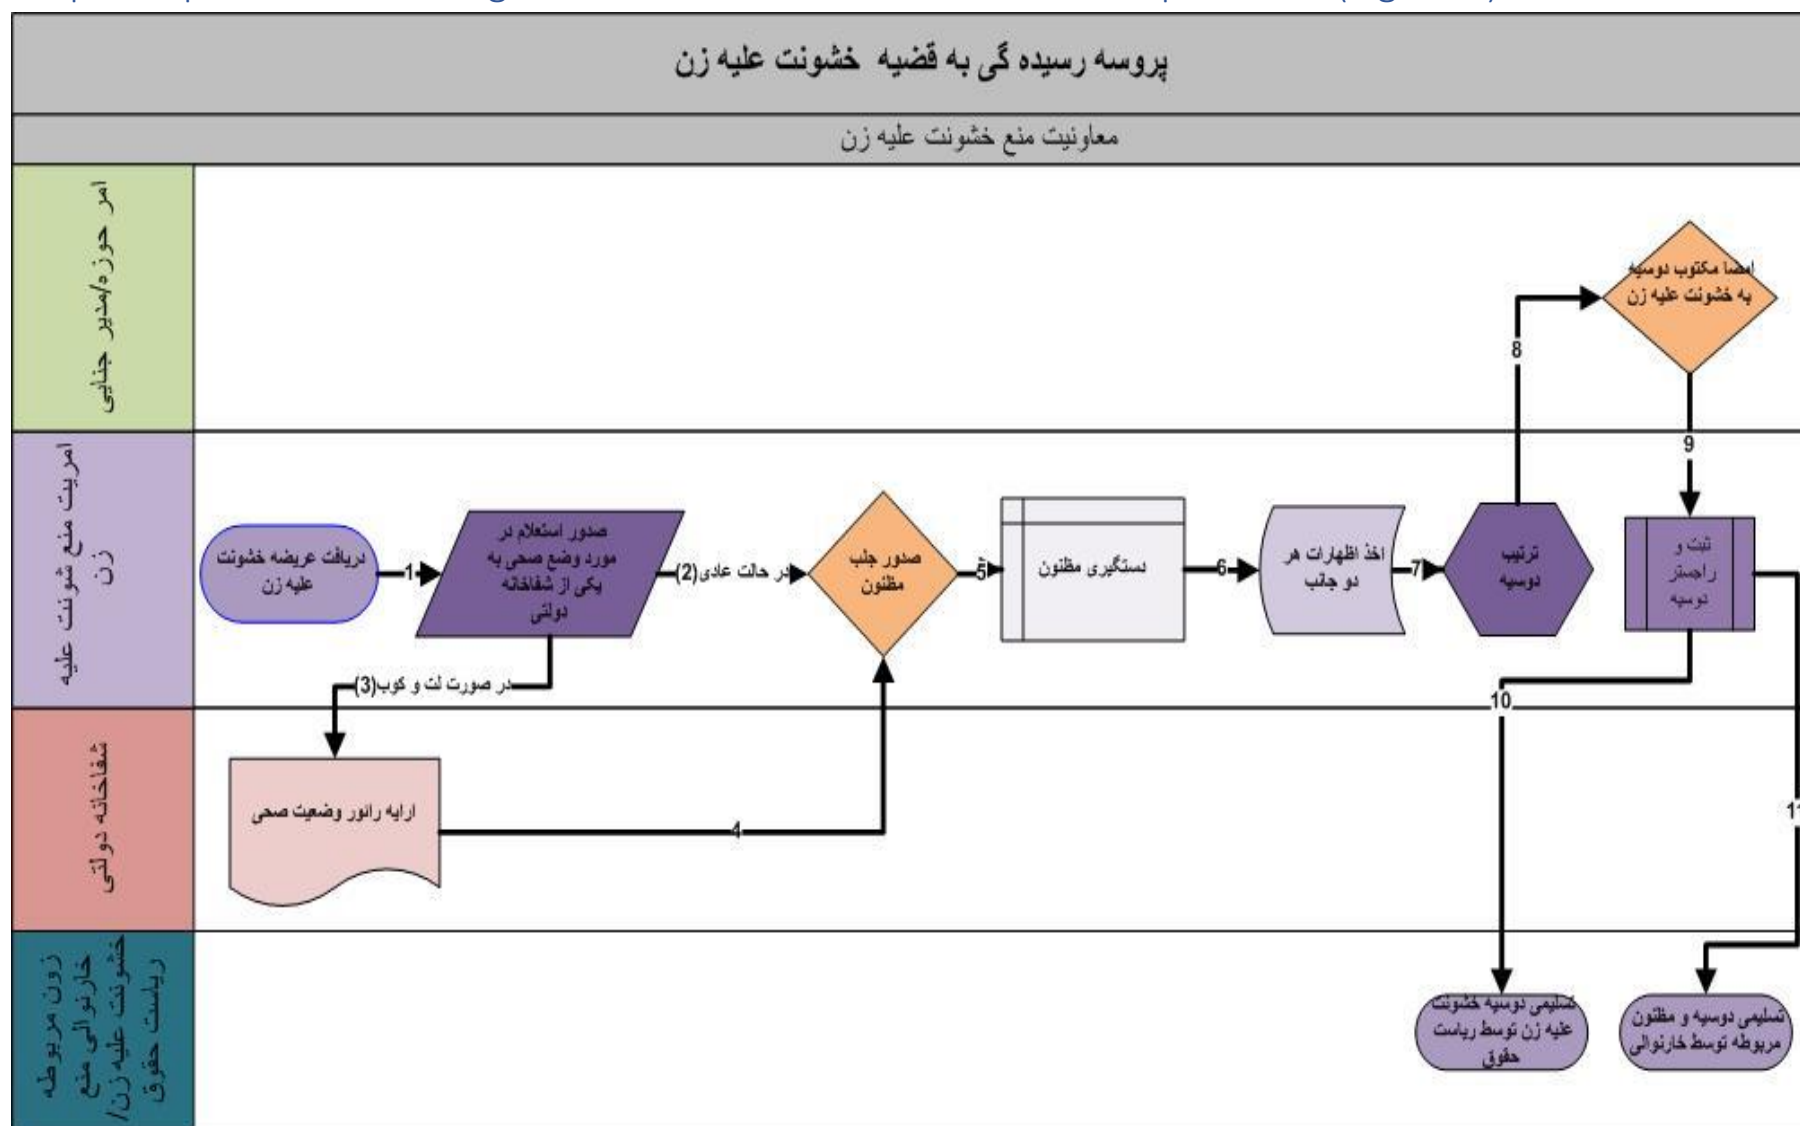 پروسه رسیده گی به قضیه خشونت علیه زن
معاونیت منع خشونت علیه زن
امر حوزه/مدیر جنایی
امضا مکتوب دوسیه
به خشونت علیه زن
8
9
امریت منع شونت علیه
زن
دریافت عریضه خشونت
علیه زن
1
صدور استعلام در
مورد وضع صحی به
یکی از شفاخانه
دولتی
در حالت عادی(2)
صدور جلب
مظنون
5
دستگیری مظنون
6
اخذ اظهارات هر
دو جانب
7
ترتیب
دوسیه
ثبت و
راجستر
دوسیه
در صورت لت و کوب(3)
10
شفاخانه دولتی
ارایه راتور وضعیت صحی
4
11
زون مربوطه
خارنوالی منع
خشونت علیه زن/
ریاست حقوق
تسلیمی دوسیه خشونت
علیه زن توسط ریاست
حقوق
تسلیمی دوسیه و مظنون
مربوطه توسط خارنوالی